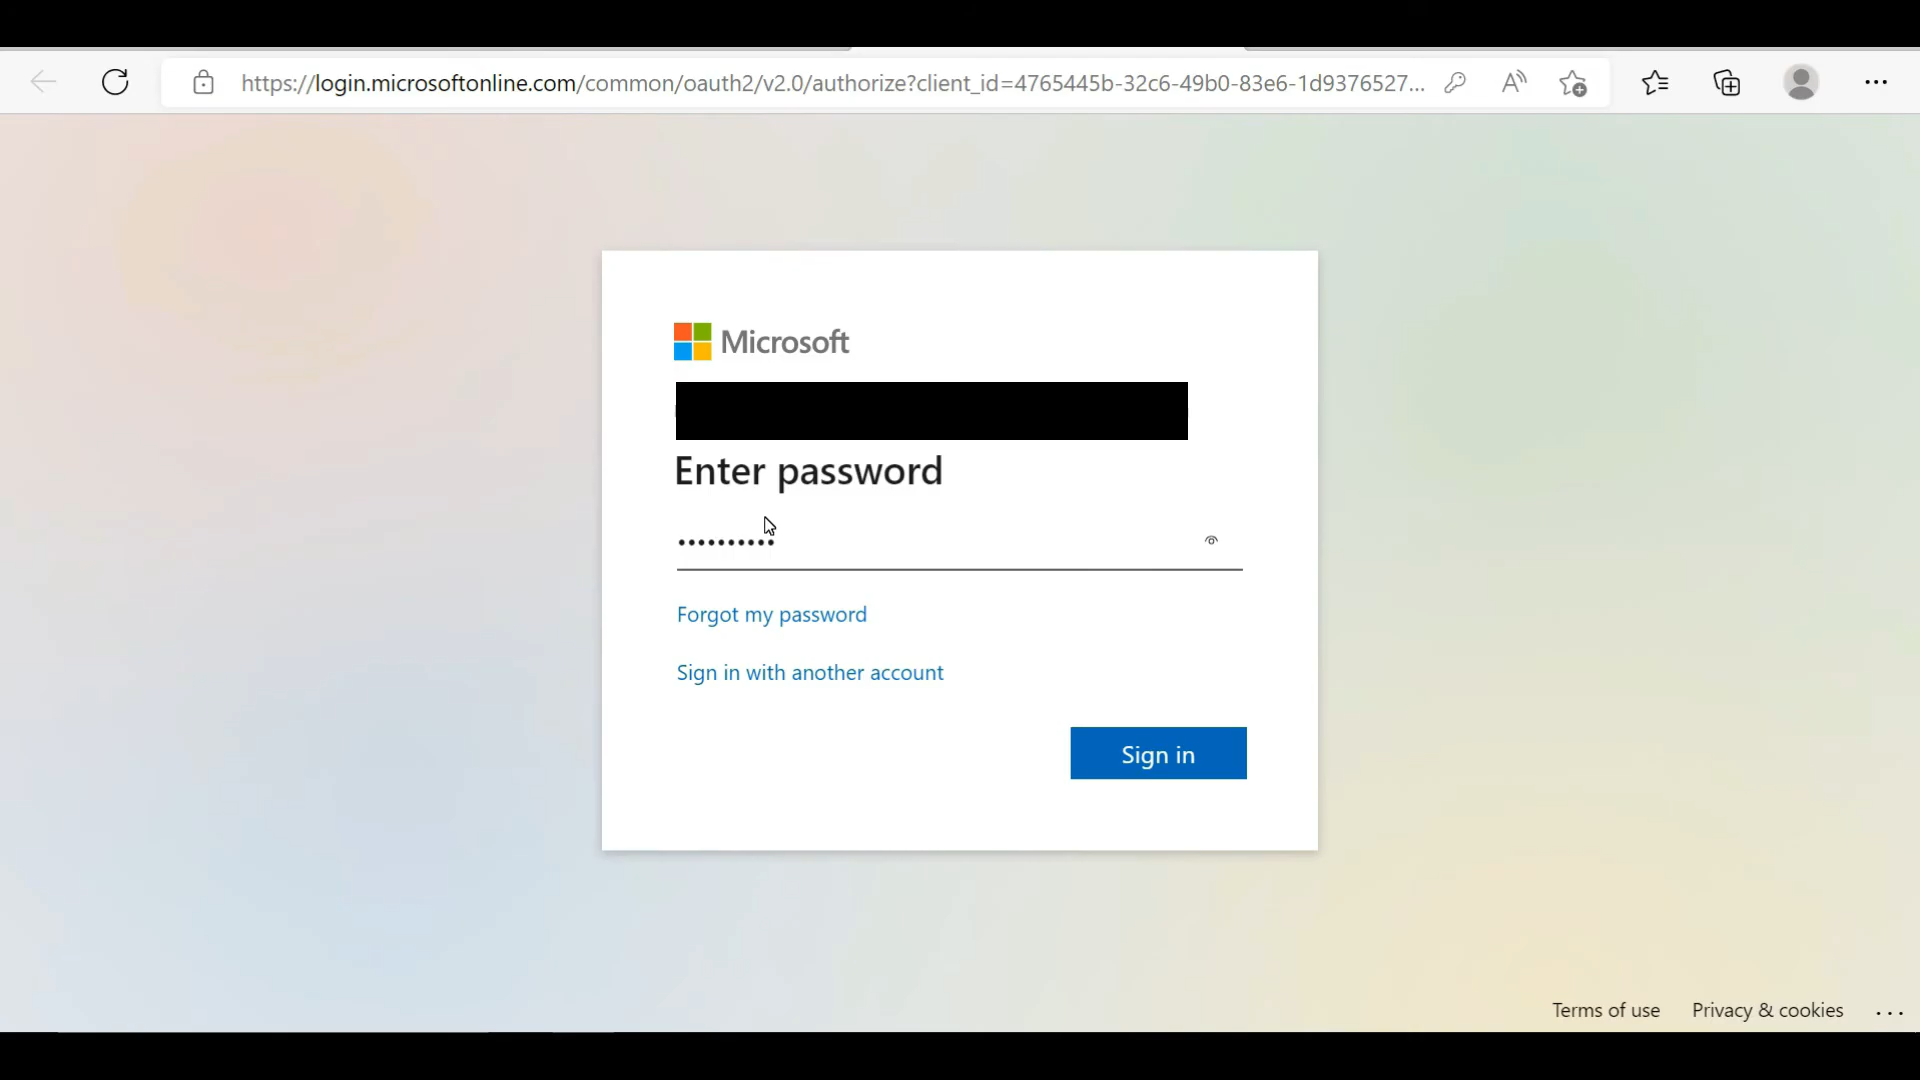 https://login.microsoftonline.com/common/oauth2/v2.0/authorize?client_id=4765445b-32c6-49b0-83e6-1d9376527...
Microsoft
Enter password
••••••••••
Forgot my password
Sign in with another account
Sign in
Terms of use Privacy & cookies ...